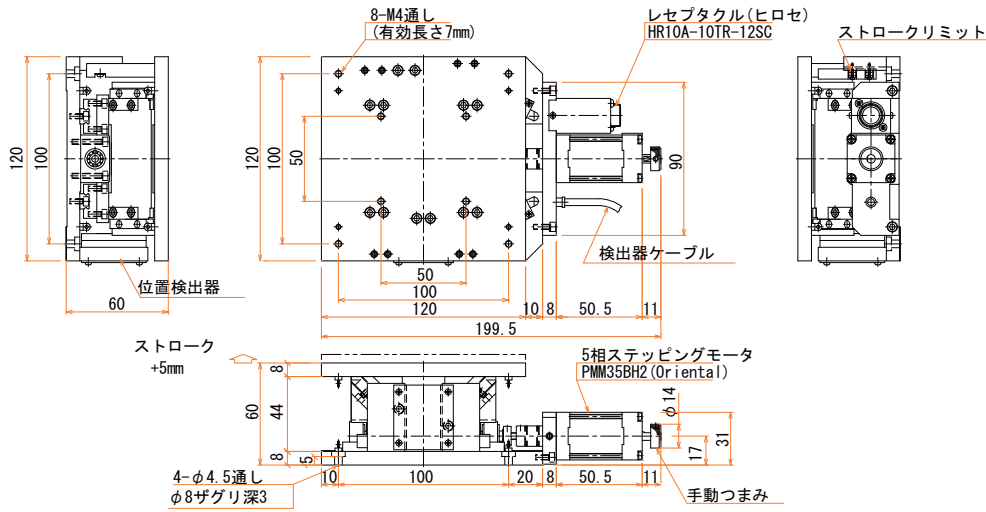 8-M4通し
(有効長さ7mm)
レセプタクル(ヒロセ)
HR10A-10TR-12SC
ストロークリミット
120
100
120
100
50
90
位置検出器
60
検出器ケーブル
50
100
120
10
8
50.5
11
199.5
ストローク
+5mm
5相ステッピングモータ
PMM35BH2(Oriental)
φ14
8
60
44
8
5
31
17
10
100
20
8
50.5
11
4-φ4.5通し
φ8ザグリ深3
手動つまみ